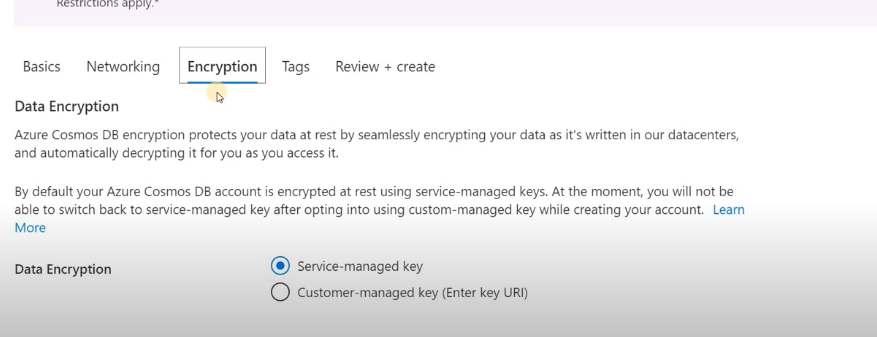 Restrictions apply.*
Basics Networking Encryption Tags Review + create
Data Encryption
Azure Cosmos DB encryption protects your data at rest by seamlessly encrypting your data as it's written in our datacenters,
and automatically decrypting it for you as you access it.
By default your Azure Cosmos DB account is encrypted at rest using service-managed keys. At the moment, you will not be
able to switch back to service-managed key after opting into using custom-managed key while creating your account. Learn
More
Data Encryption
Service-managed key
Customer-managed key (Enter key URI)